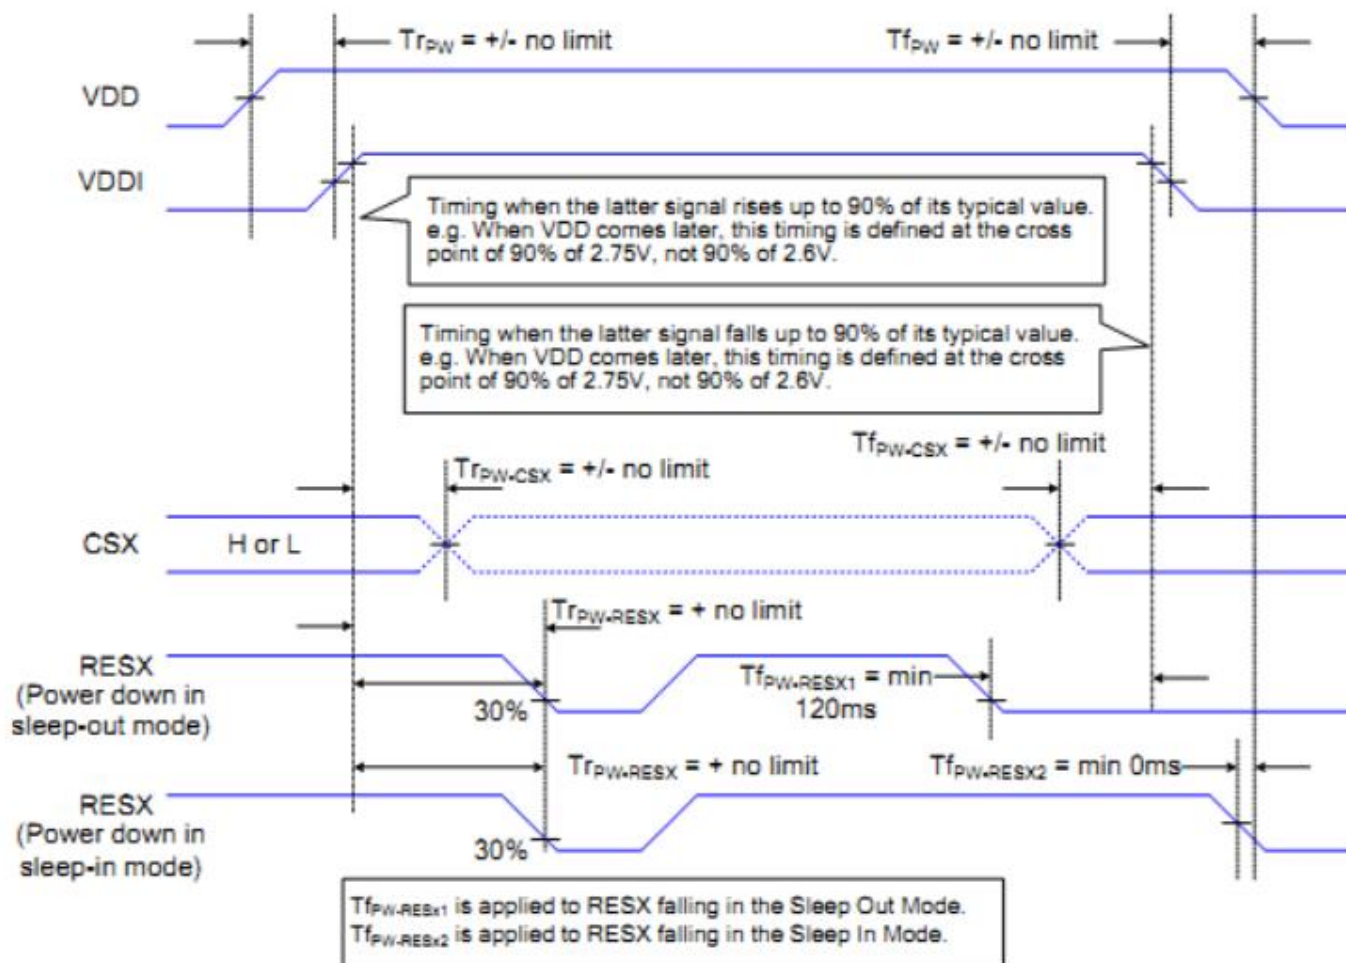 TrPW = +/- no limit
TfPW = +/- no limit
VDD
VDDI
Timing when the latter signal rises up to 90% of its typical value.
e.g. When VDD comes later, this timing is defined at the cross
point of 90% of 2.75V, not 90% of 2.6V.
Timing when the latter signal falls up to 90% of its typical value.
e.g. When VDD comes later, this timing is defined at the cross
point of 90% of 2.75V, not 90% of 2.6V.
TfPW-CSX = +/- no limit
TrPW-CSX = +/- no limit
CSX
H or L
TrPW-RESX = + no limit
RESX
(Power down in
sleep-out mode)
30%
TfPW-RESX1 = min
120ms
TrPW-RESX = + no limit
TfPW-RESX2 = min 0ms
RESX
(Power down in
sleep-in mode)
30%
TfPW-RESx1 is applied to RESX falling in the Sleep Out Mode.
TfPW-RESx2 is applied to RESX falling in the Sleep In Mode.